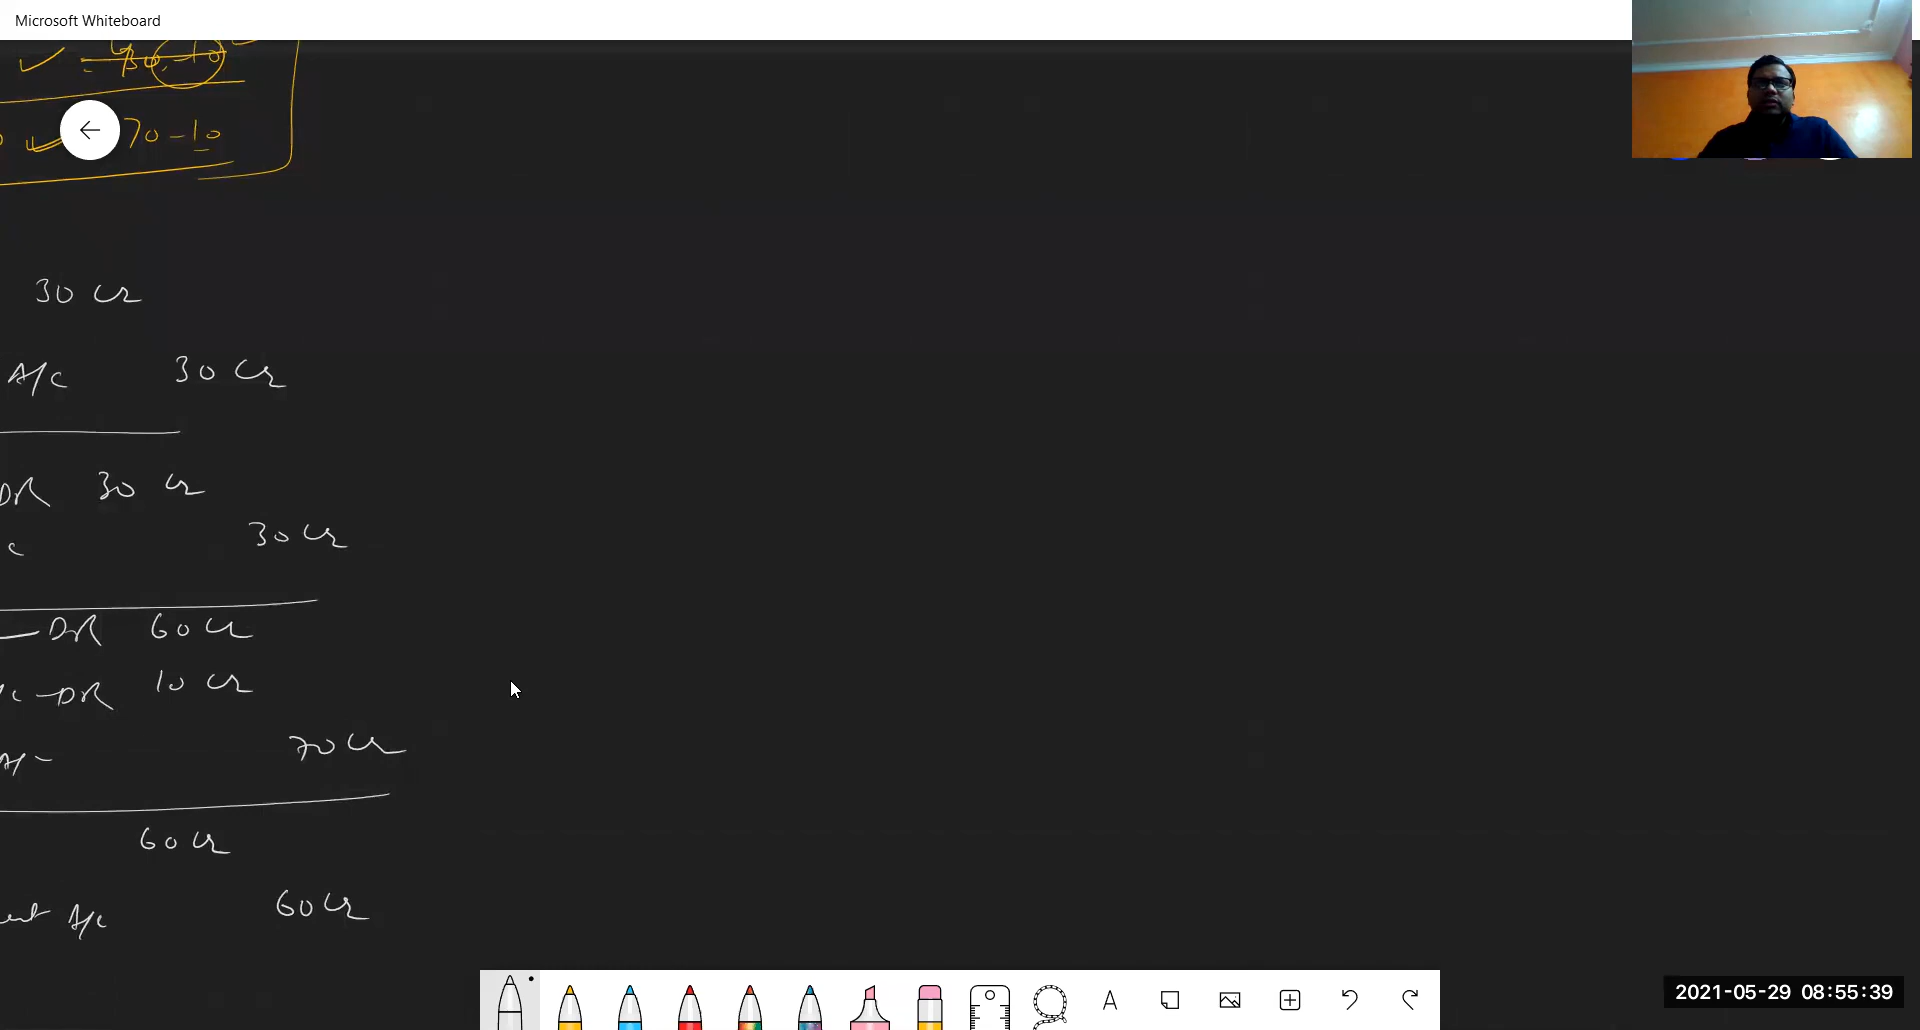 Microsoft Whiteboard
70-10
30 Cr
A/c 30 Cr
DR 30 Cr
c 30 Cr
DR 60 Cr
c - DR 10 Cr
A/c 70 Cr
60 Cr
A/c 60 Cr
2021-05-29 08:55:39